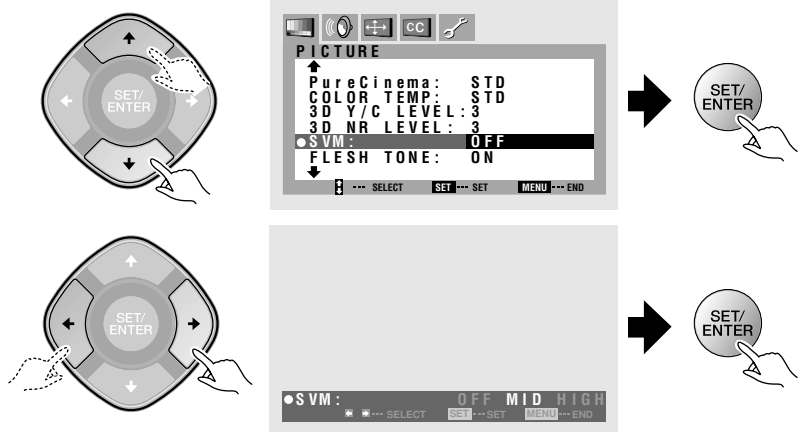 SET/
ENTER
CC
PICTURE
PureCinema: STD
COLOR TEMP: STD
3D Y/C LEVEL: 3
3D NR LEVEL: 3
●SVM: OFF
FLESH TONE: ON
--- SELECT SET --- SET MENU --- END
SET/
ENTER
SET/
ENTER
●SVM: OFF MID HIGH
--- SELECT SET --- SET MENU --- END
SET/
ENTER